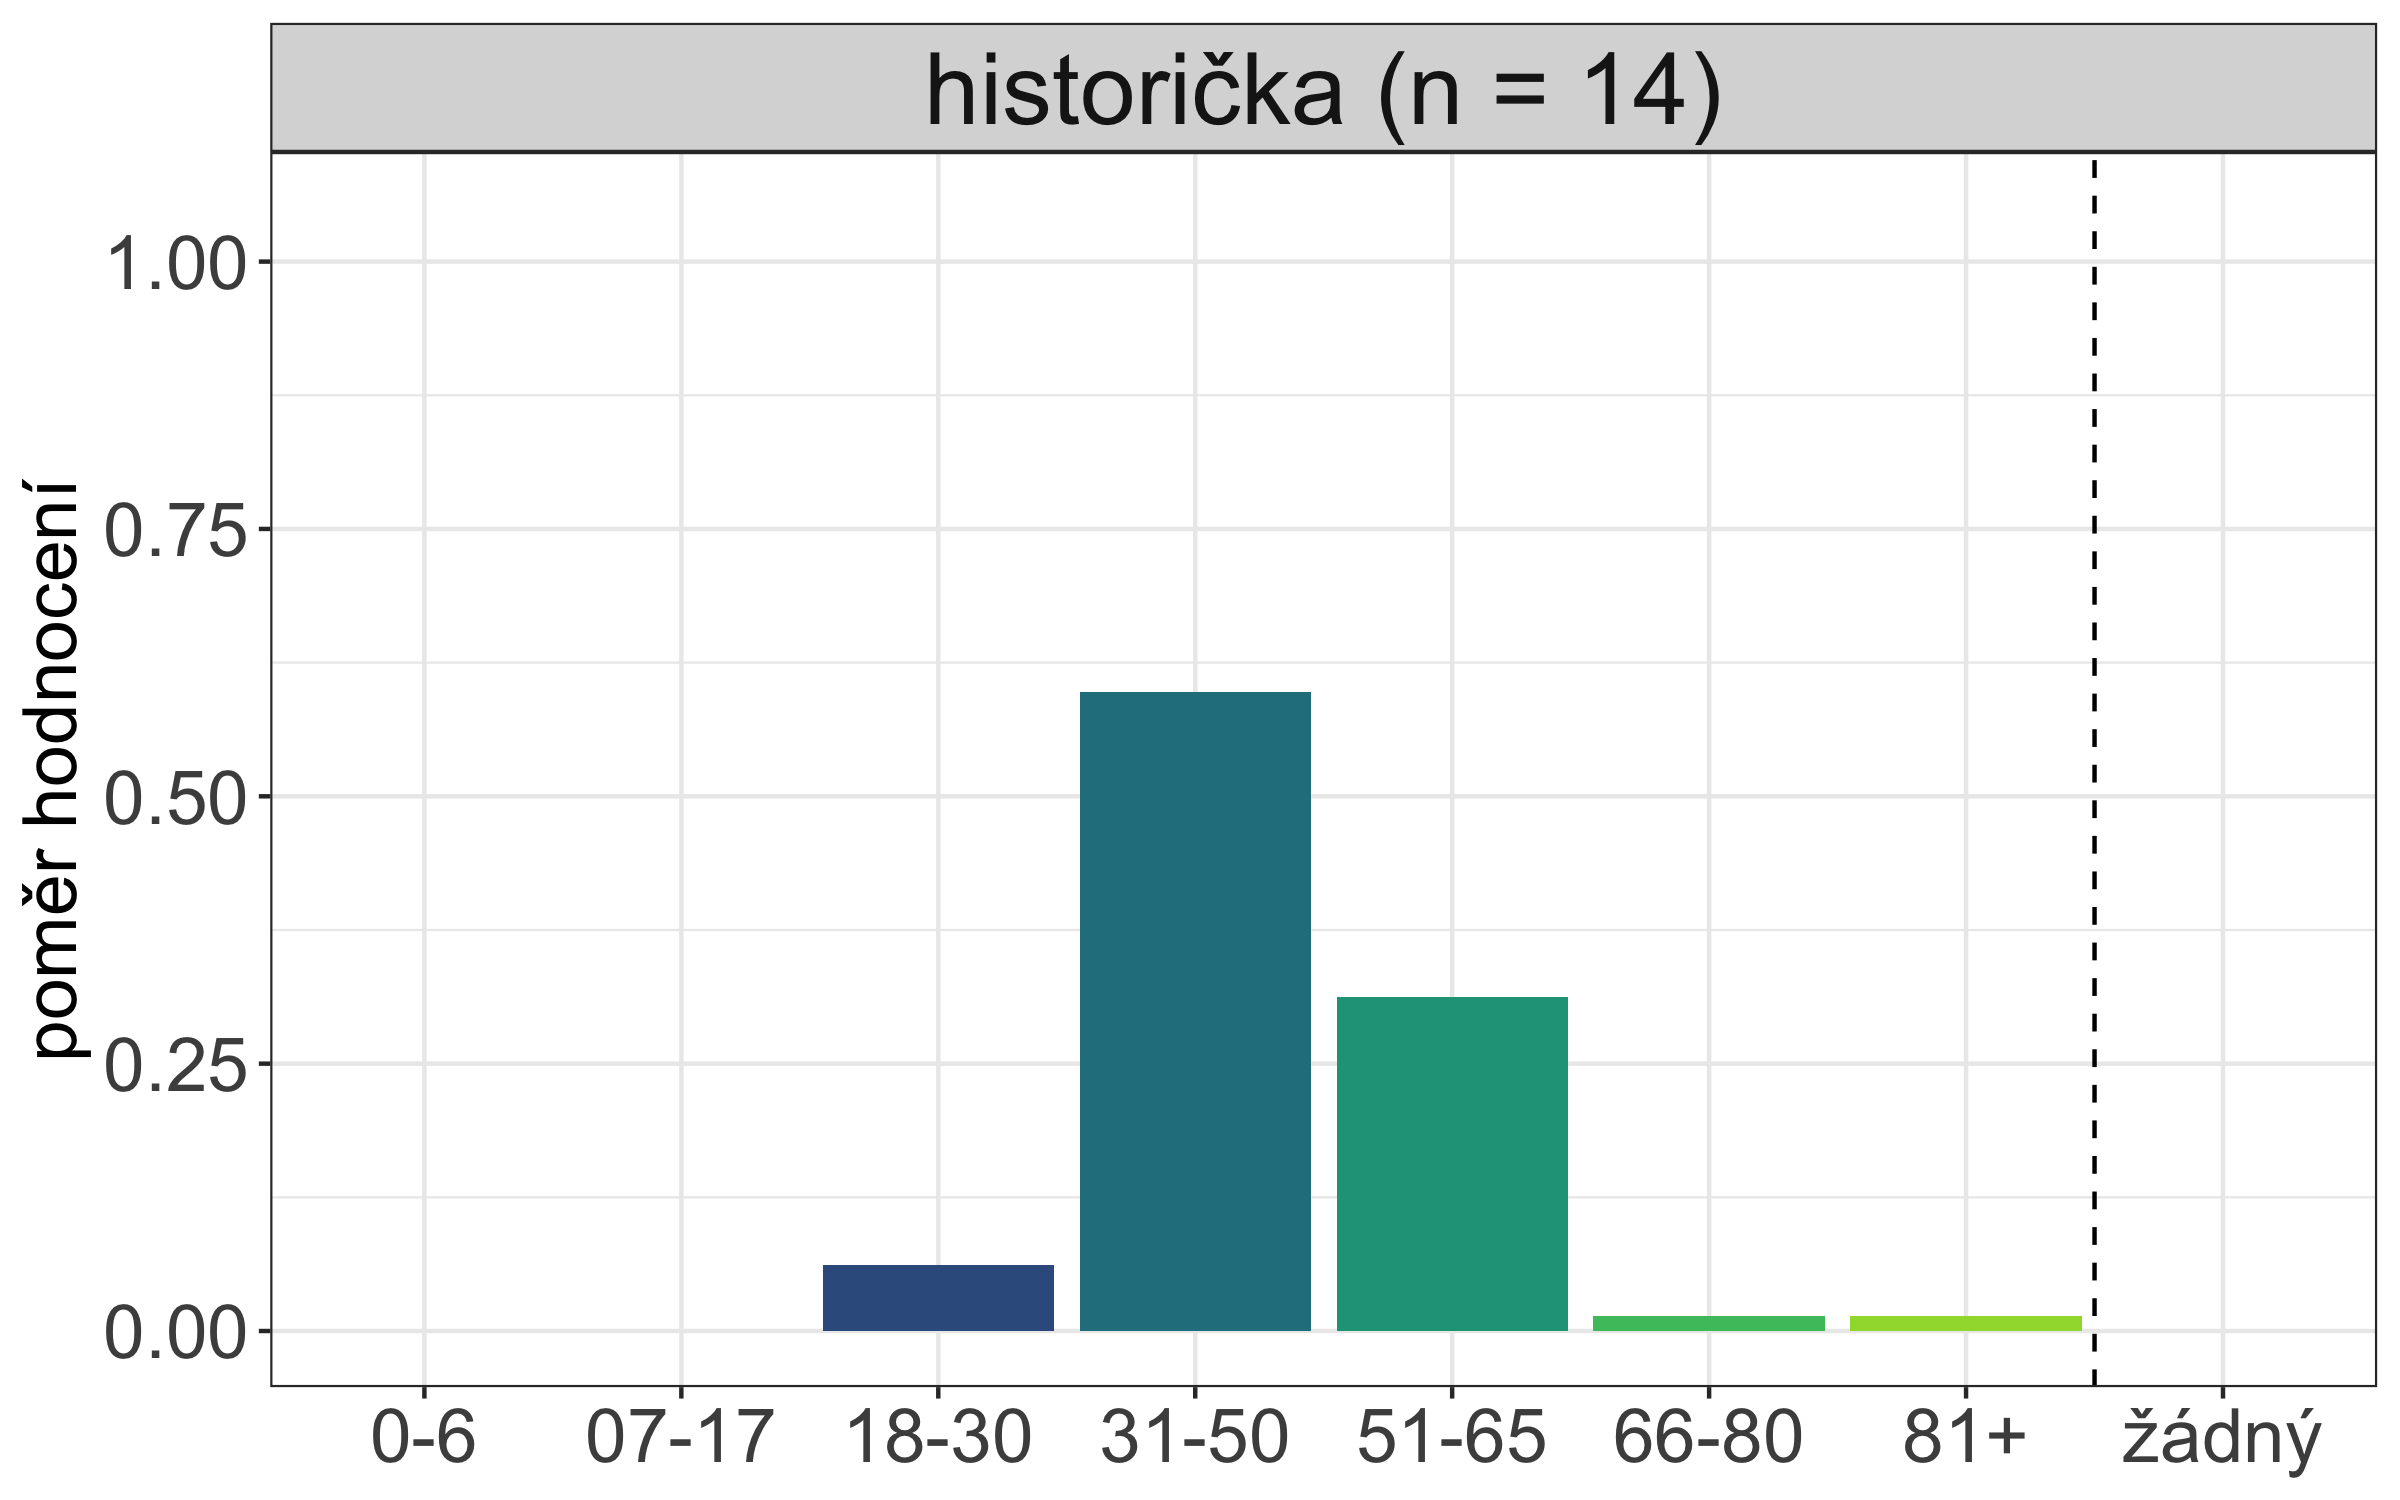 historička (n = 14)
poměr hodnocení
1.00
0.75
0.50
0.25
0.00
0-6 07-17 18-30 31-50 51-65 66-80 81+ žádný